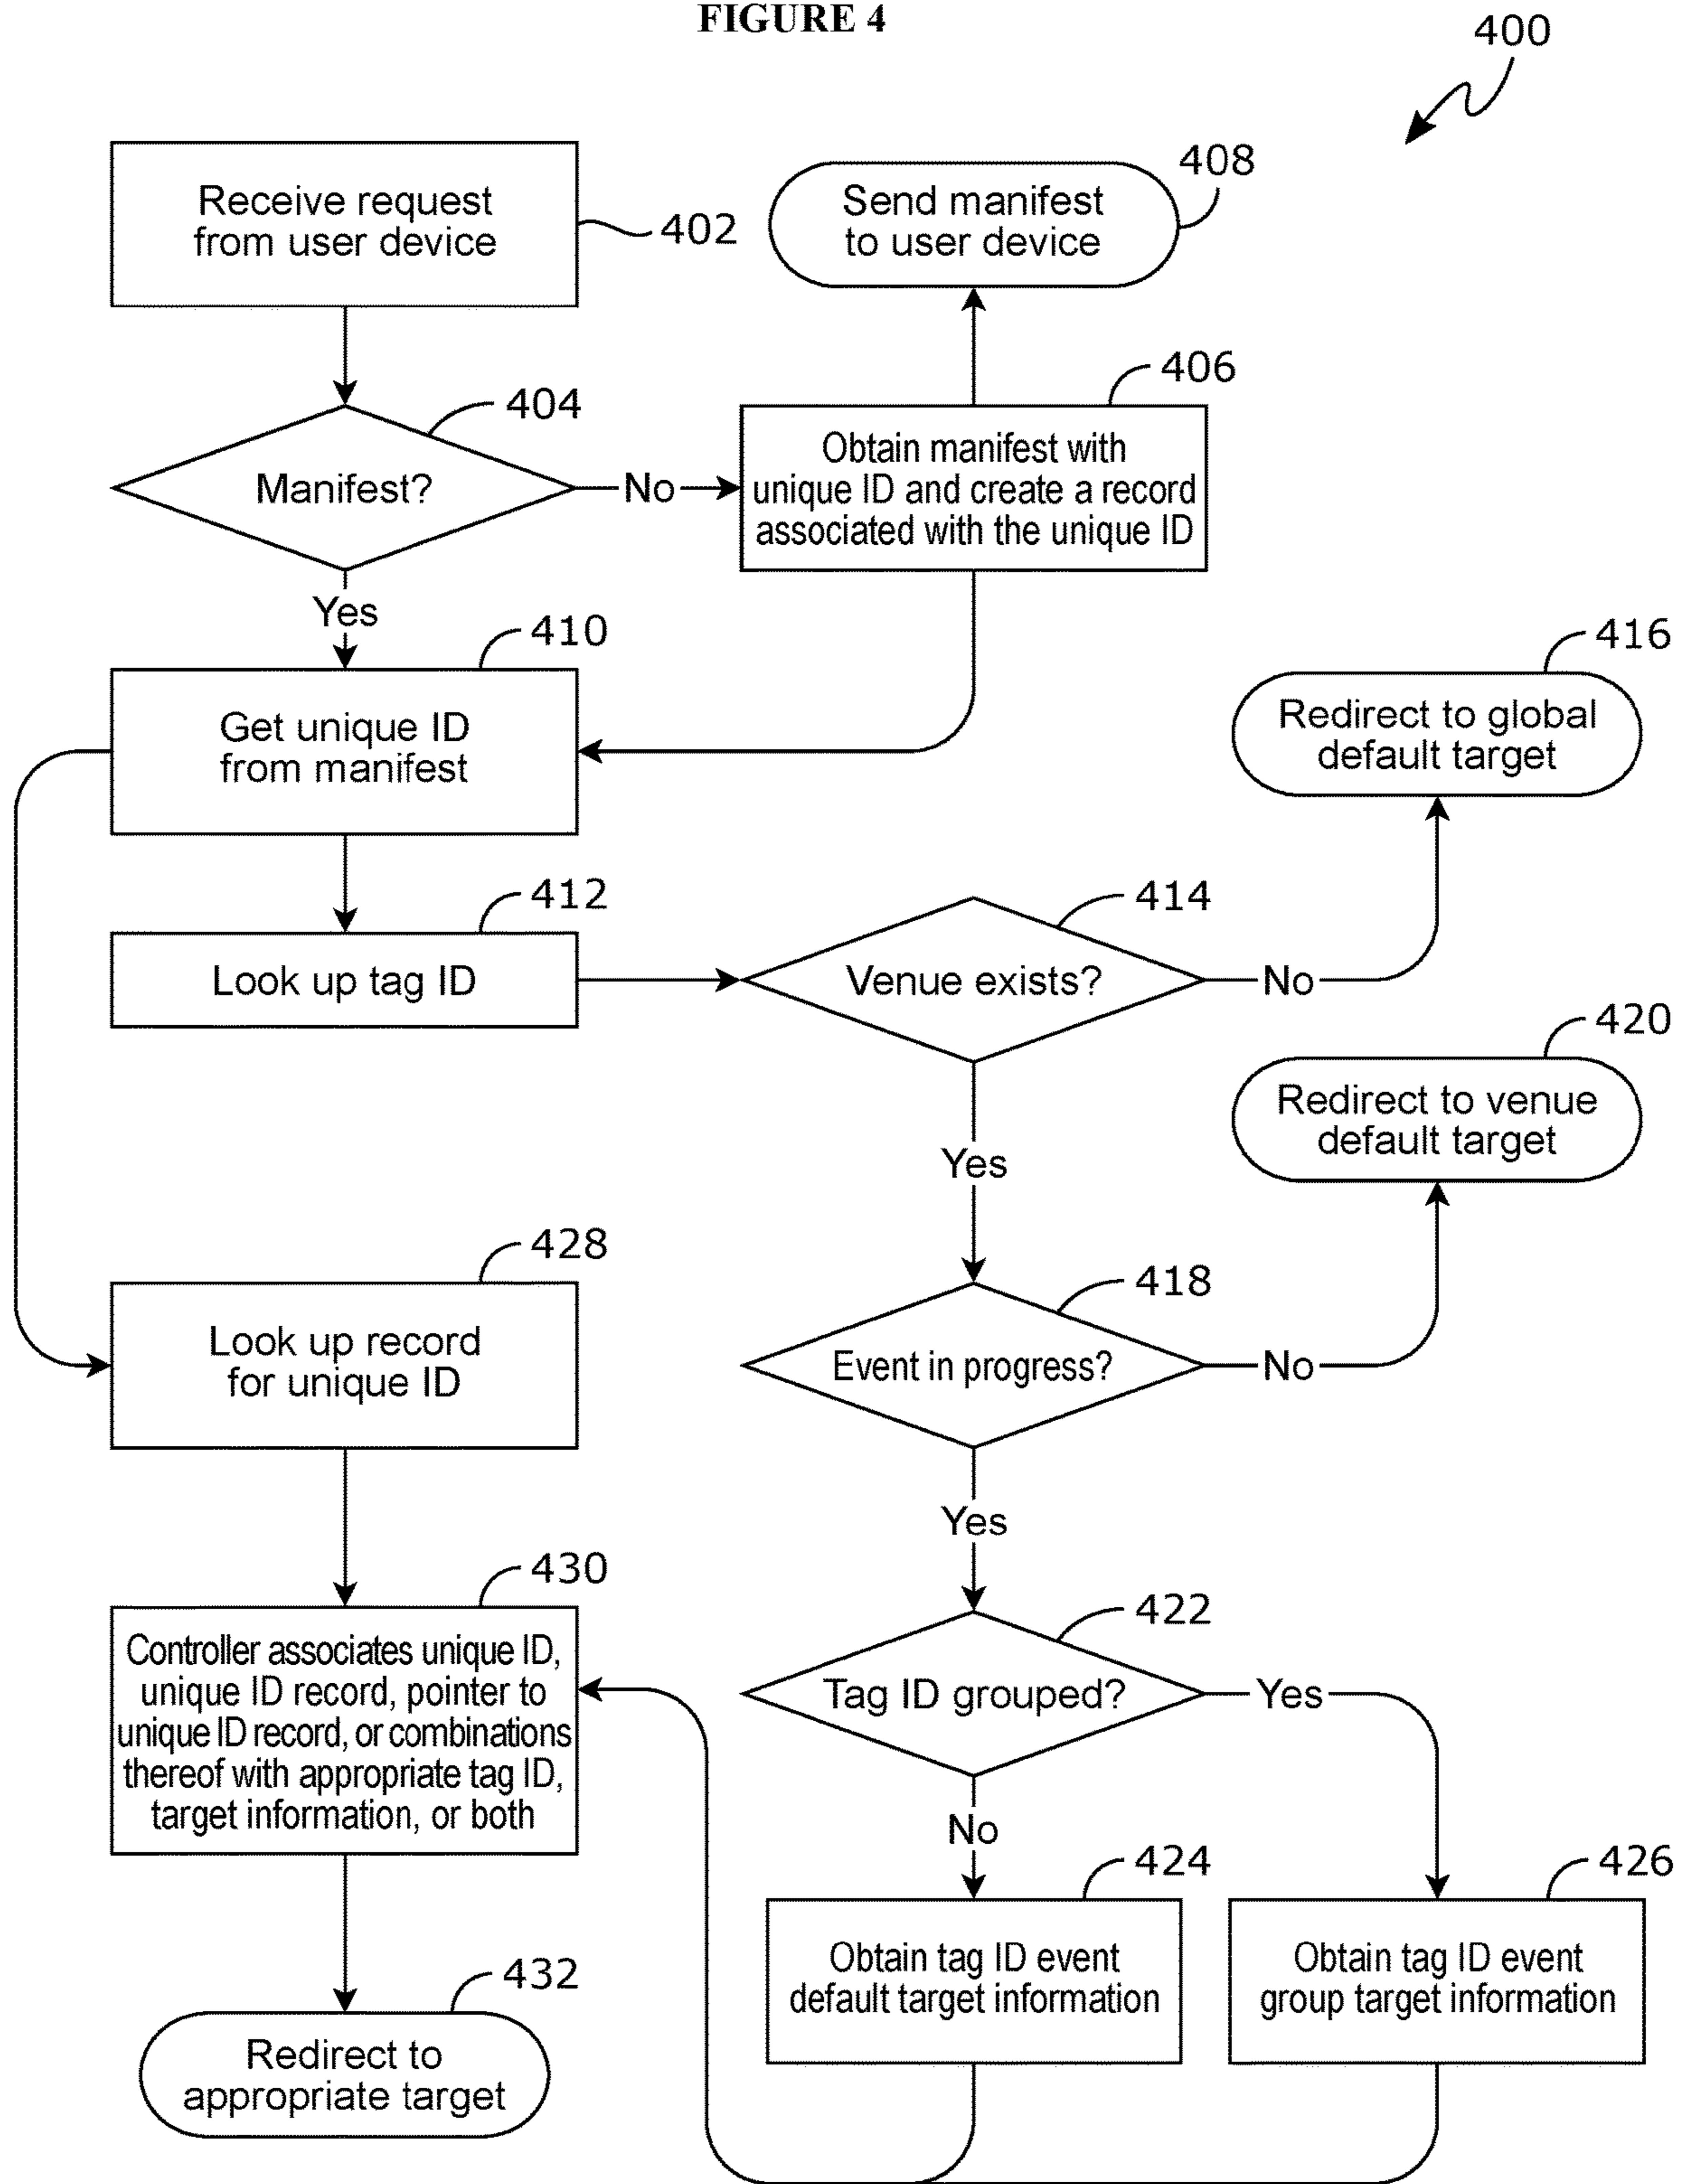 FIGURE 4
400
Receive request
from user device
402
Send manifest
to user device
408
404
Manifest?
No
406
Obtain manifest with
unique ID and create a record
associated with the unique ID
Yes
410
Get unique ID
from manifest
416
Redirect to global
default target
412
Look up tag ID
414
Venue exists?
No
420
Redirect to venue
default target
Yes
428
Look up record
for unique ID
418
Event in progress?
No
Yes
430
Controller associates unique ID,
unique ID record, pointer to
unique ID record, or combinations
thereof with appropriate tag ID,
target information, or both
422
Tag ID grouped?
Yes
No
424
Obtain tag ID event
default target information
426
Obtain tag ID event
group target information
432
Redirect to
appropriate target